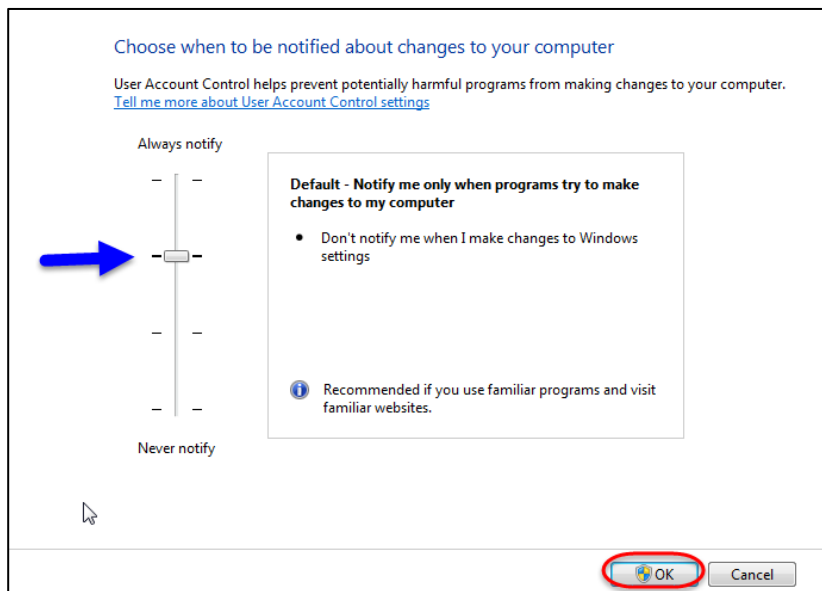 Choose when to be notified about changes to your computer
User Account Control helps prevent potentially harmful programs from making changes to your computer.
Tell me more about User Account Control settings
Always notify
Default - Notify me only when programs try to make
changes to my computer
• Don't notify me when I make changes to Windows
settings
Recommended if you use familiar programs and visit
familiar websites.
Never notify
OK
Cancel